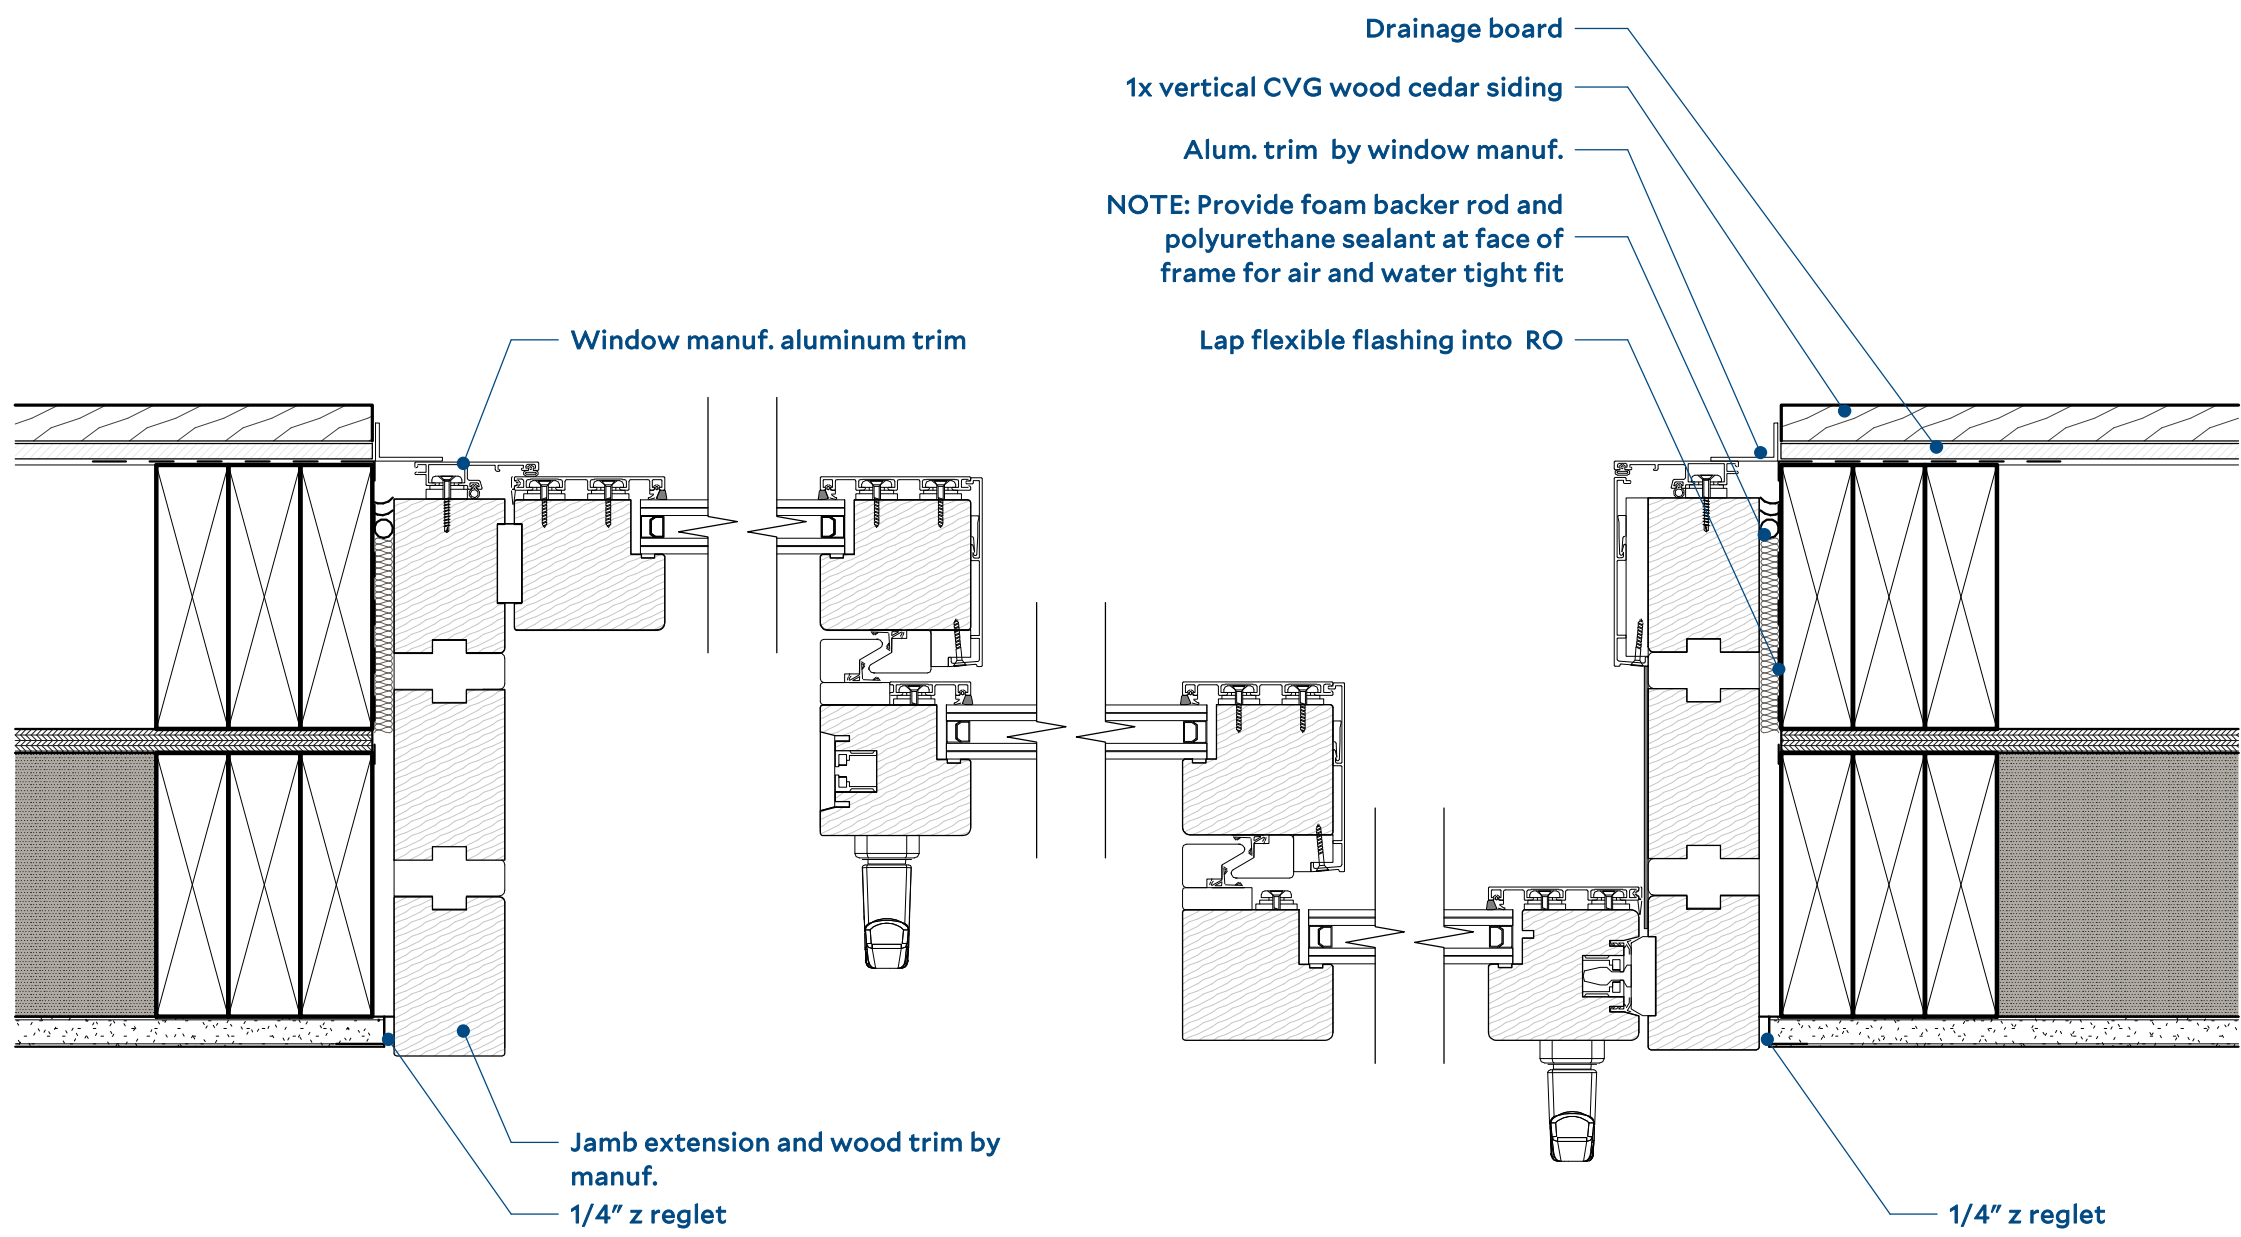 Drainage board
1x vertical CVG wood cedar siding
Alum. trim by window manuf.
NOTE: Provide foam backer rod and
polyurethane sealant at face of
frame for air and water tight fit
Window manuf. aluminum trim
Lap flexible flashing into RO
Jamb extension and wood trim by
manuf.
1/4" z reglet
1/4" z reglet